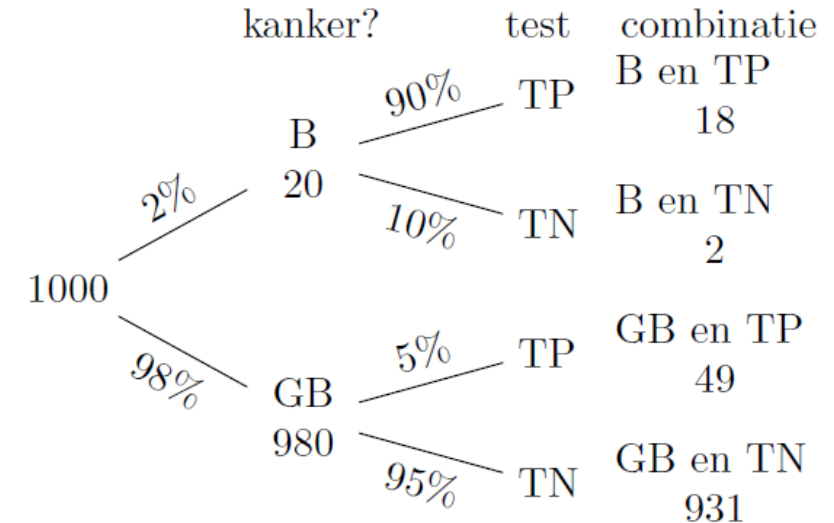 kanker? test combinatie
90% TP B en TP
B 18
2% 20
10% TN B en TN
2
1000
5% TP GB en TP
98% GB 49
980
95% TN GB en TN
931